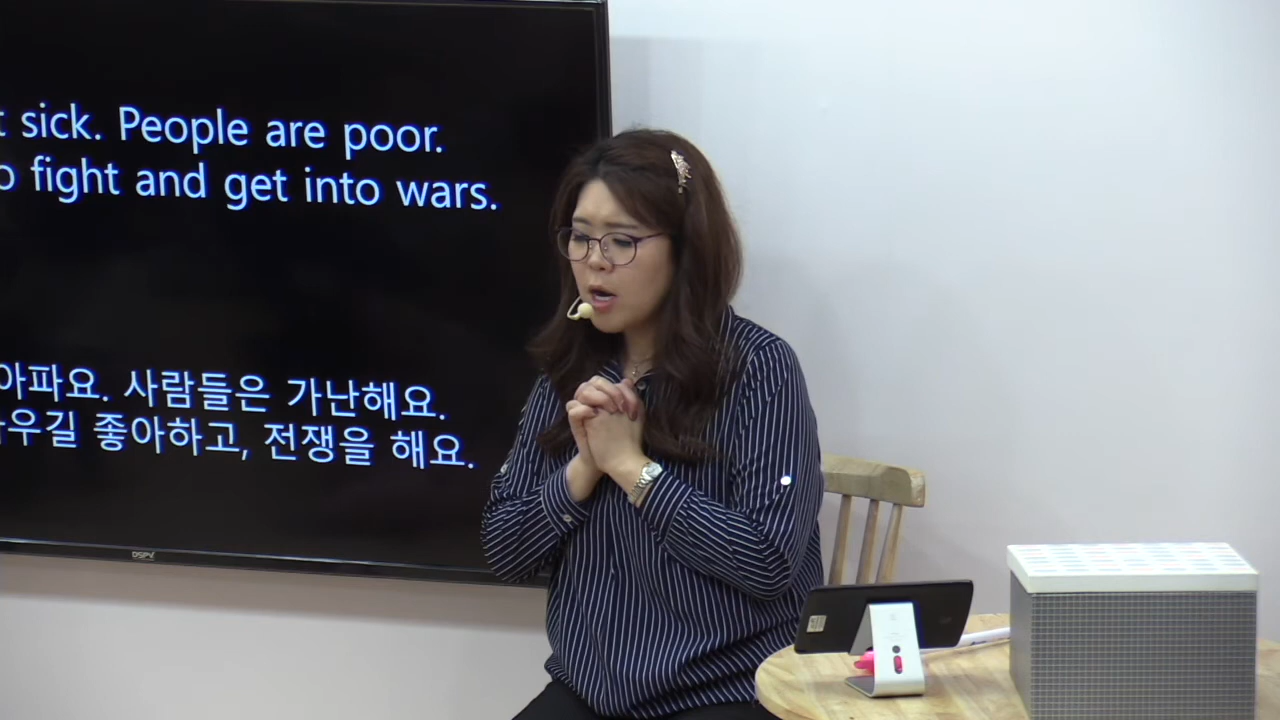 sick. People are poor.
fight and get into wars.
아파요. 사람들은 가난해요.
우길 좋아하고, 전쟁을 해요.